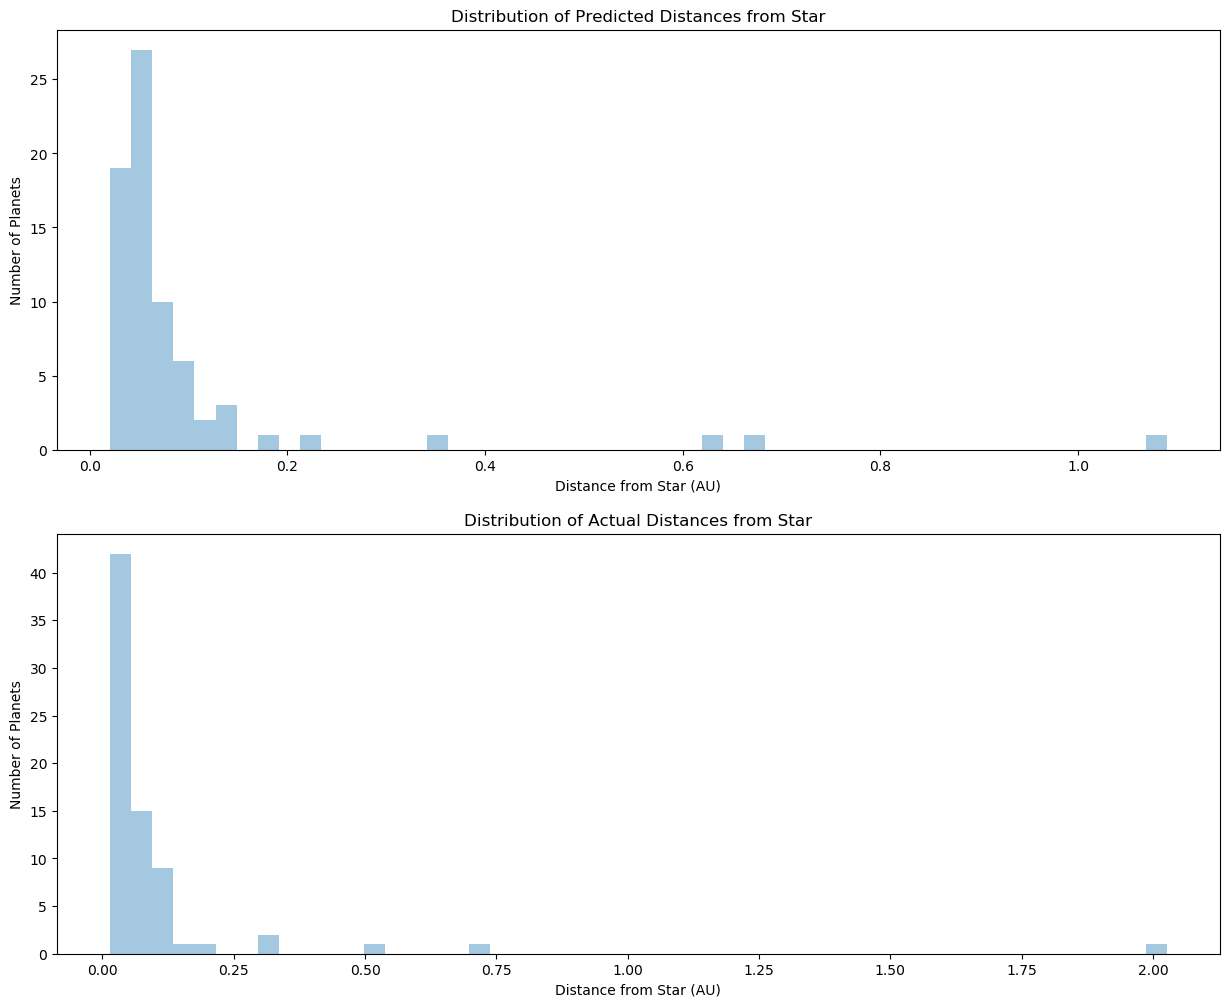 Distribution of Predicted Distances from Star
Number of Planets
25
20
15
10
5
0
0.0 0.2 0.4 0.6 0.8 1.0
Distance from Star (AU)
Distribution of Actual Distances from Star
Number of Planets
40
35
30
25
20
15
10
5
0
0.00 0.25 0.50 0.75 1.00 1.25 1.50 1.75 2.00
Distance from Star (AU)